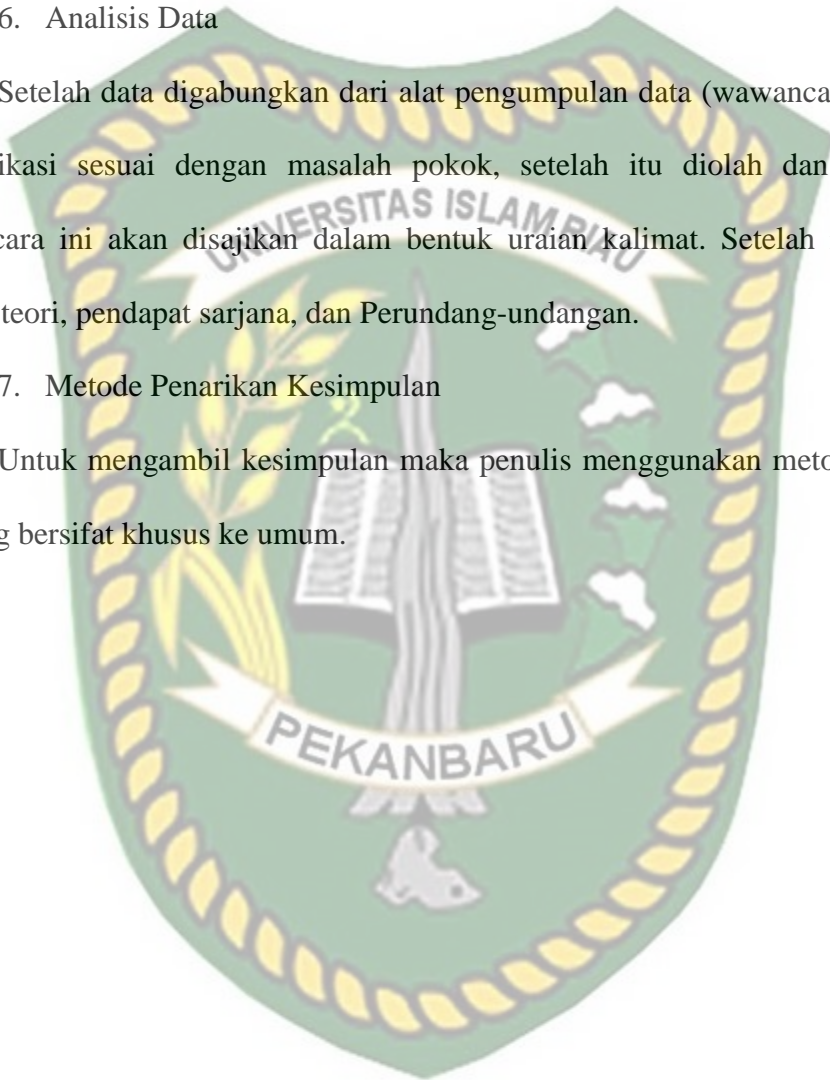 6. Analisis Data
Setelah data digabungkan dari alat pengumpulan data (wawanca
ikasi sesuai dengan masalah pokok, setelah itu diolah dan
cara ini akan disajikan dalam bentuk uraian kalimat. Setelah
teori, pendapat sarjana, dan Perundang-undangan.
7. Metode Penarikan Kesimpulan
Untuk mengambil kesimpulan maka penulis menggunakan meto
g bersifat khusus ke umum.
UNIVERSITAS ISLAM RIAU
PEKANBARU